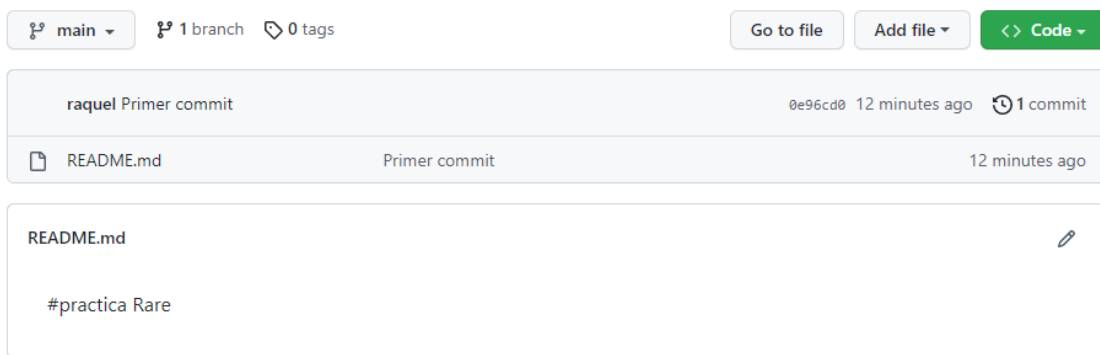 main 1 branch 0 tags Go to file Add file <> Code
raquel Primer commit 0e96cd0 12 minutes ago 1 commit
README.md Primer commit 12 minutes ago
README.md
#practica Rare